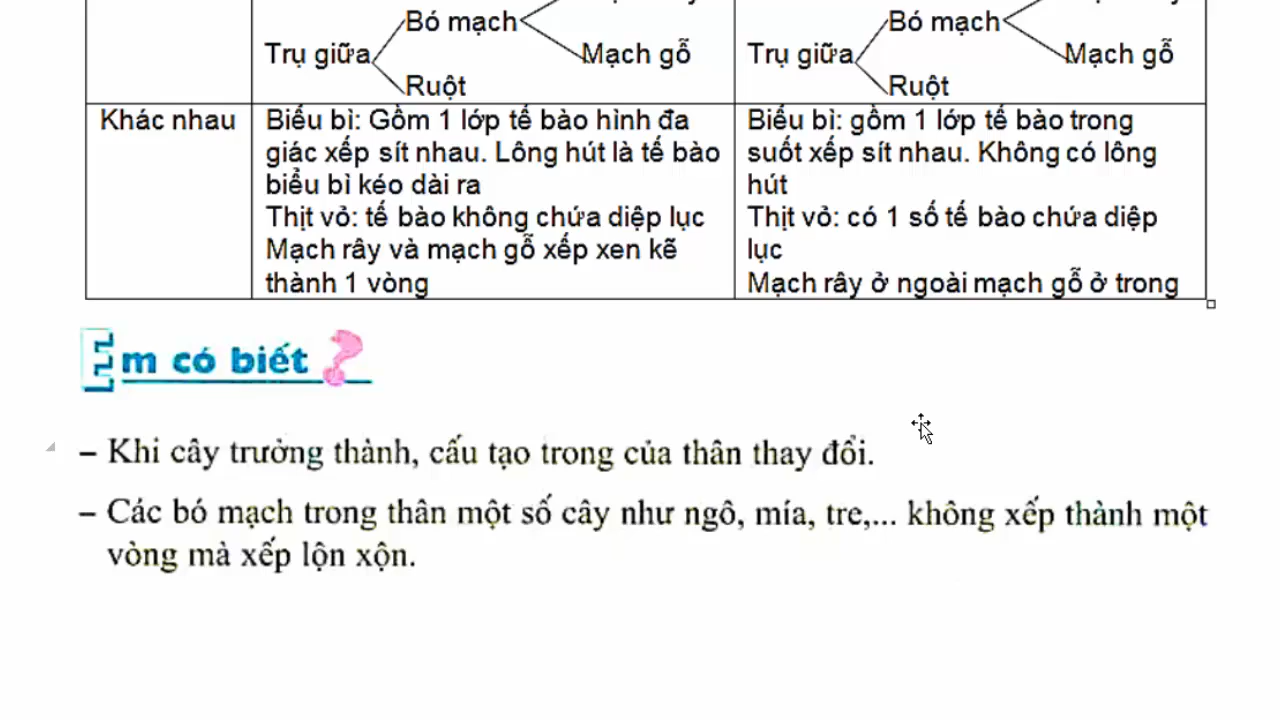 Bó mạch
Trụ giữa
Mạch gỗ
Ruột
Bó mạch
Trụ giữa
Mạch gỗ
Ruột
Khác nhau
Biểu bì: Gồm 1 lớp tế bào hình đa
giác xếp sít nhau. Lông hút là tế bào
biểu bì kéo dài ra
Thịt vỏ: tế bào không chứa diệp lục
Mạch rây và mạch gỗ xếp xen kẽ
thành 1 vòng
Biểu bì: gồm 1 lớp tế bào trong
suốt xếp sít nhau. Không có lông
hút
Thịt vỏ: có 1 số tế bào chứa diệp
lục
Mạch rây ở ngoài mạch gỗ ở trong
Em có biết ?
– Khi cây trưởng thành, cấu tạo trong của thân thay đổi.
– Các bó mạch trong thân một số cây như ngô, mía, tre,... không xếp thành một
vòng mà xếp lộn xộn.